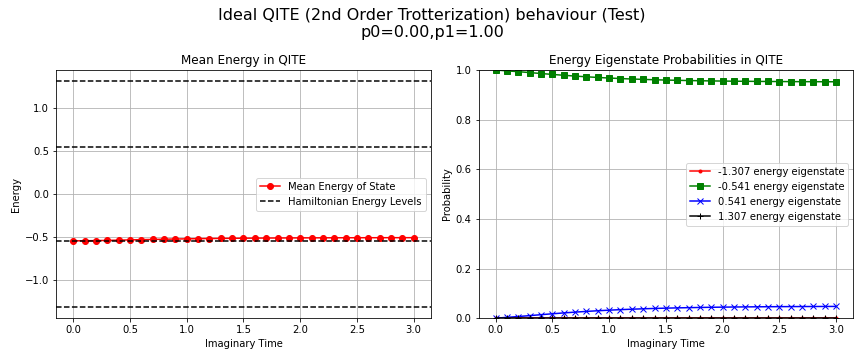 Ideal QITE (2nd Order Trotterization) behaviour (Test)
p0=0.00,p1=1.00
Mean Energy in QITE
Energy
1.0
0.5
0.0
−0.5
−1.0
Mean Energy of State
Hamiltonian Energy Levels
0.0 0.5 1.0 1.5 2.0 2.5 3.0
Imaginary Time
Energy Eigenstate Probabilities in QITE
Probability
1.0
0.8
0.6
0.4
0.2
0.0
-1.307 energy eigenstate
-0.541 energy eigenstate
0.541 energy eigenstate
1.307 energy eigenstate
0.0 0.5 1.0 1.5 2.0 2.5 3.0
Imaginary Time